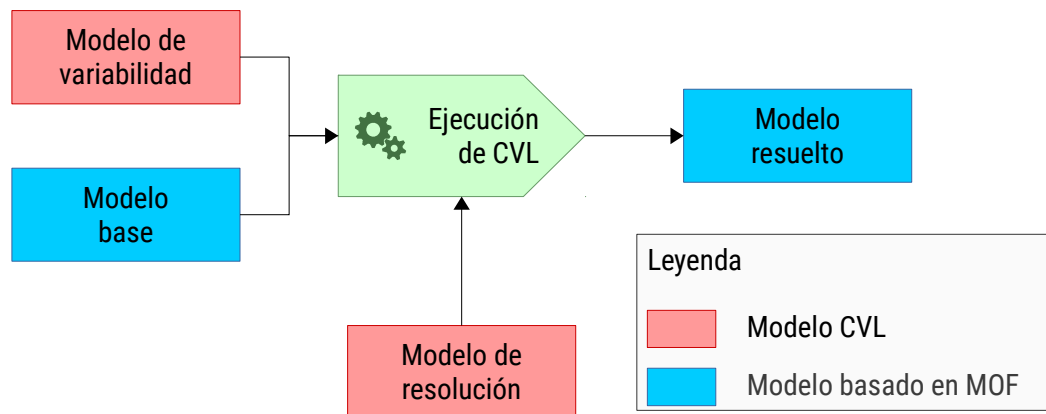 Modelo de
variabilidad
Modelo
base
Ejecución
de CVL
Modelo
resuelto
Modelo de
resolución
Leyenda
Modelo CVL
Modelo basado en MOF